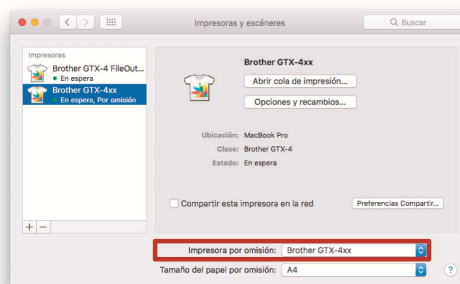 Impresoras y escáneres
Buscar
Impresoras
Brother GTX-4 FileOut...
En espera
Brother GTX-4xx
En espera, Por omisión
Brother GTX-4xx
Abrir cola de impresión...
Opciones y recambios...
Ubicación: MacBook Pro
Clase: Brother GTX-4
Estado: En espera
Compartir esta impresora en la red
Preferencias Compartir...
+ −
Impresora por omisión: Brother GTX-4xx
Tamaño del papel por omisión: A4
?